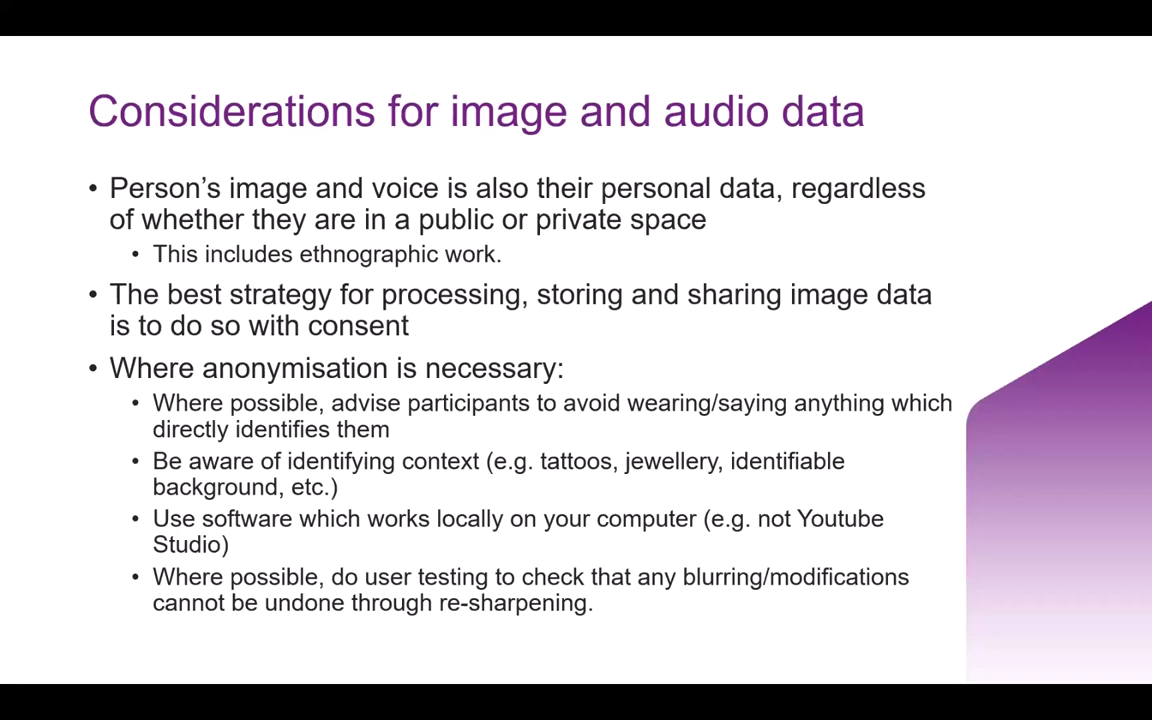 Considerations for image and audio data
• Person’s image and voice is also their personal data, regardless
of whether they are in a public or private space
• This includes ethnographic work.
• The best strategy for processing, storing and sharing image data
is to do so with consent
• Where anonymisation is necessary:
• Where possible, advise participants to avoid wearing/saying anything which
directly identifies them
• Be aware of identifying context (e.g. tattoos, jewellery, identifiable
background, etc.)
• Use software which works locally on your computer (e.g. not Youtube
Studio)
• Where possible, do user testing to check that any blurring/modifications
cannot be undone through re-sharpening.